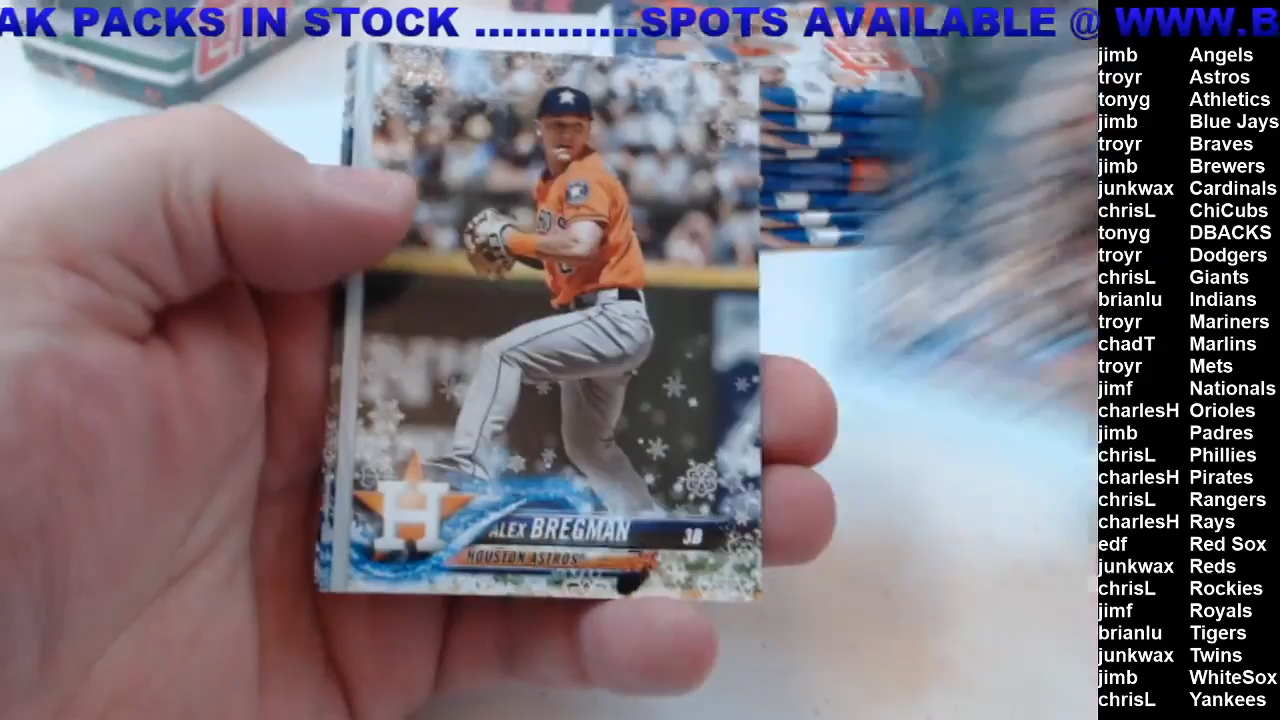 AK PACKS IN STOCK ............SPOTS AVAILABLE @ WWW.B
jimb Angels
troyr Astros
tonyg Athletics
jimb Blue Jays
troyr Braves
jimb Brewers
junkwax Cardinals
chrisL ChiCubs
tonyg DBACKS
troyr Dodgers
chrisL Giants
brianlu Indians
troyr Mariners
chadT Marlins
troyr Mets
jimf Nationals
charlesH Orioles
jimb Padres
chrisL Phillies
charlesH Pirates
chrisL Rangers
charlesH Rays
edf Red Sox
junkwax Reds
chrisL Rockies
jimf Royals
brianlu Tigers
junkwax Twins
jimb WhiteSox
chrisL Yankees
H
ALEX BREGMAN 3B
HOUSTON ASTROS